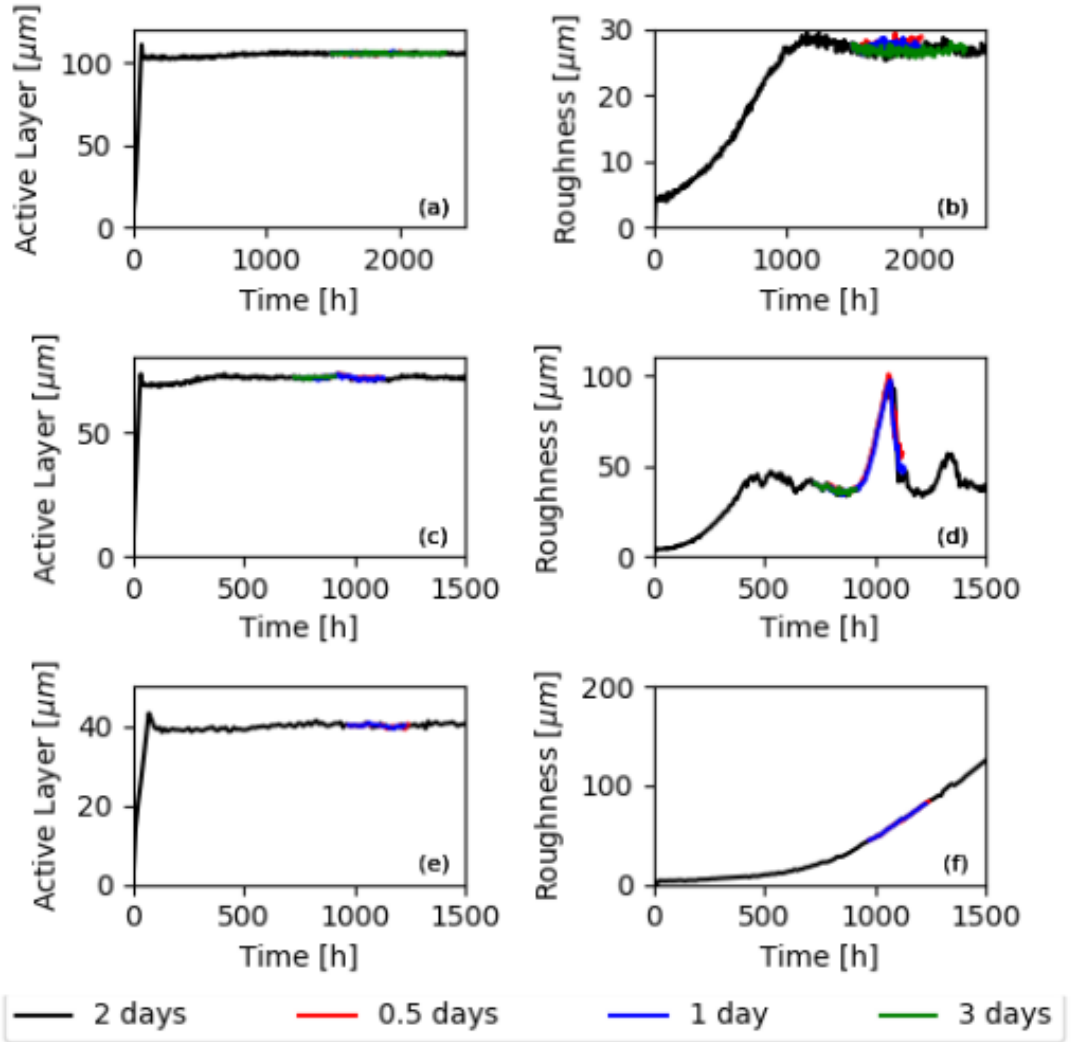 Active Layer [μm]
100
50
0
0 1000 2000
Time [h]
(a)
Roughness [μm]
30
20
10
0
0 1000 2000
Time [h]
(b)
Active Layer [μm]
50
0
0 500 1000 1500
Time [h]
(c)
Roughness [μm]
100
50
0
0 500 1000 1500
Time [h]
(d)
Active Layer [μm]
40
20
0
0 500 1000 1500
Time [h]
(e)
Roughness [μm]
200
100
0
0 500 1000 1500
Time [h]
(f)
2 days 0.5 days 1 day 3 days